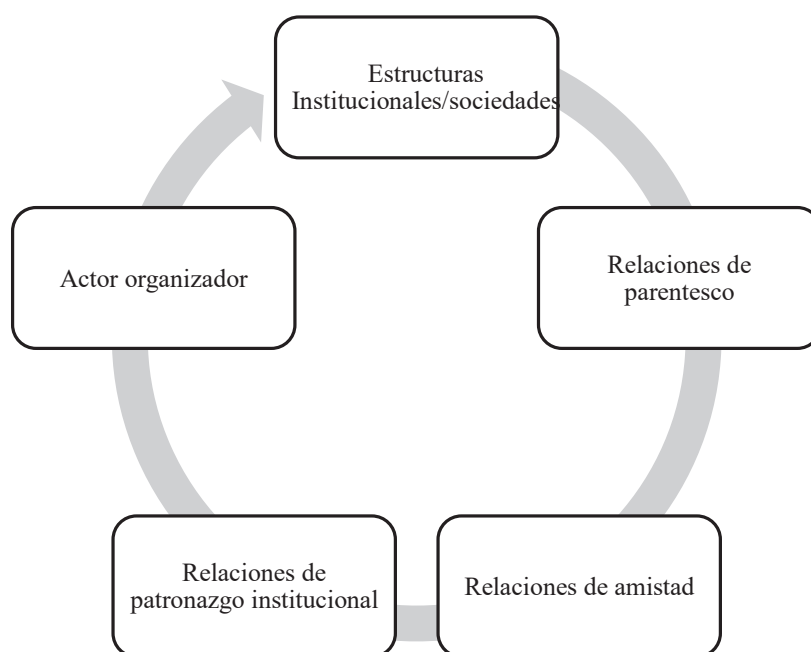 Estructuras
Institucionales/sociedades
Relaciones de
parentesco
Relaciones de amistad
Relaciones de
patronazgo institucional
Actor organizador